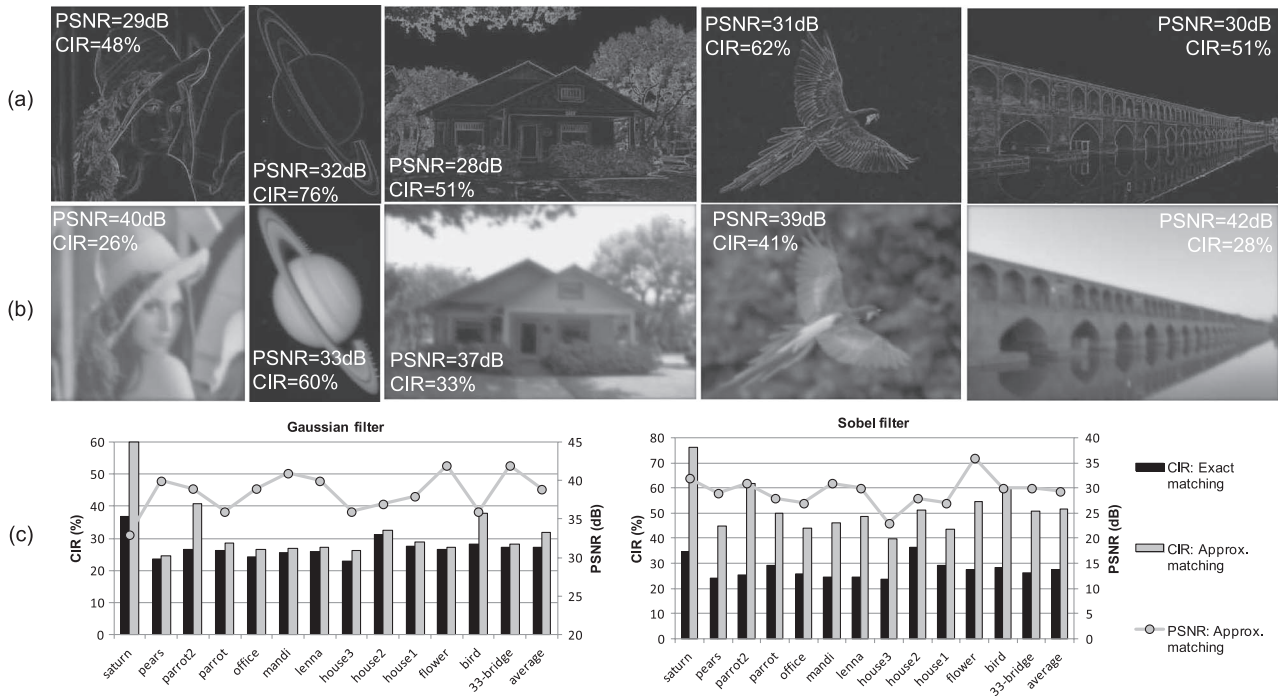 (a)
PSNR=29dB
CIR=48%
PSNR=32dB
CIR=76%
PSNR=28dB
CIR=51%
PSNR=31dB
CIR=62%
PSNR=30dB
CIR=51%
(b)
PSNR=40dB
CIR=26%
PSNR=33dB
CIR=60%
PSNR=37dB
CIR=33%
PSNR=39dB
CIR=41%
PSNR=42dB
CIR=28%
(c)
Gaussian filter
CIR (%)
60
50
40
30
20
10
0
PSNR (dB)
45
40
35
30
25
20
saturn
pears
parrot2
parrot
office
mandi
lenna
house3
house2
house1
flower
bird
33-bridge
average
Sobel filter
CIR (%)
80
70
60
50
40
30
20
10
0
PSNR (dB)
40
35
30
25
20
15
10
5
0
saturn
pears
parrot2
parrot
office
mandi
lenna
house3
house2
house1
flower
bird
33-bridge
average
CIR: Exact
matching
CIR: Approx.
matching
PSNR: Approx.
matching